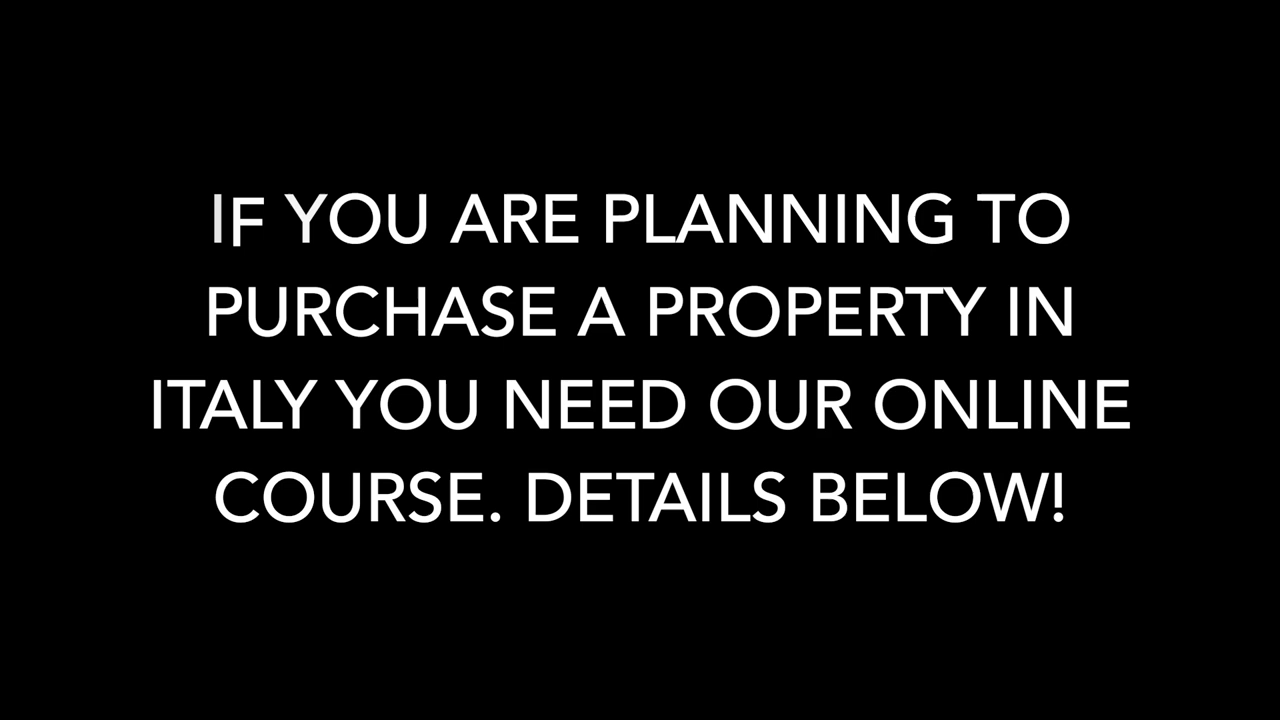 IF YOU ARE PLANNING TO
PURCHASE A PROPERTY IN
ITALY YOU NEED OUR ONLINE
COURSE. DETAILS BELOW!